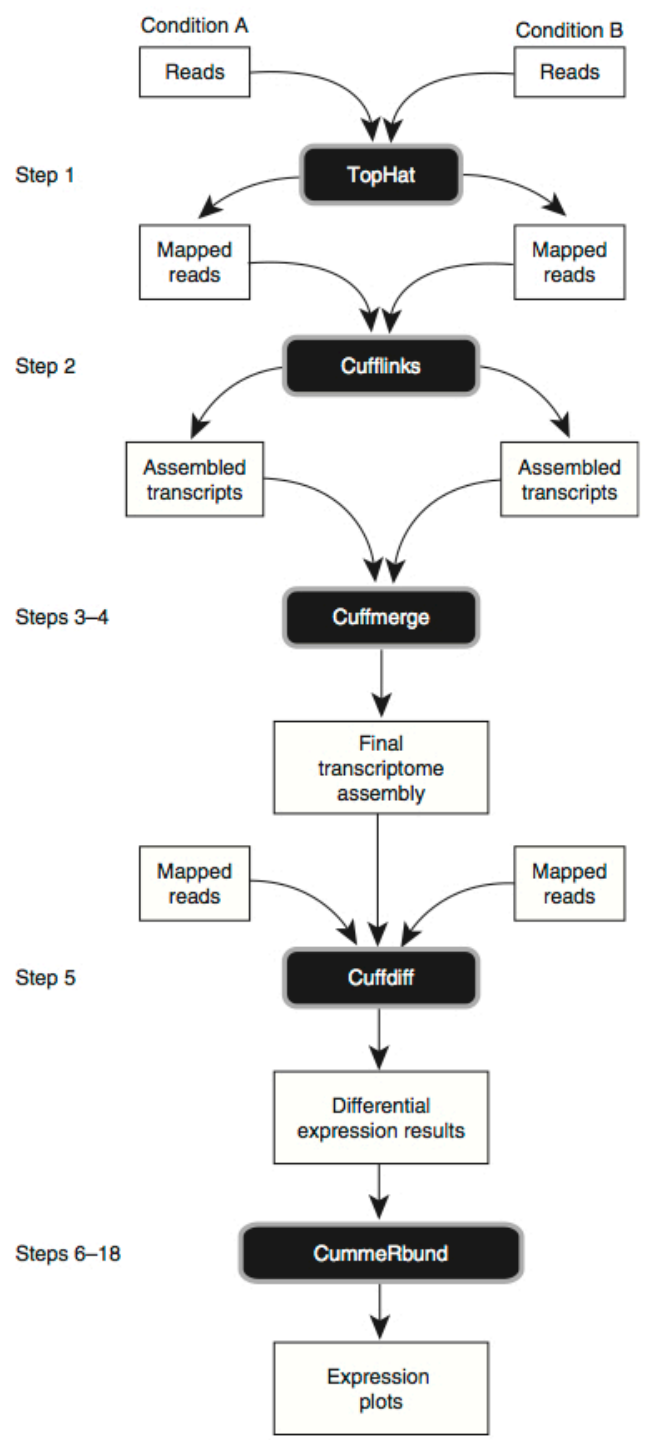 Condition A
Condition B
Reads
Reads
Step 1
TopHat
Mapped
reads
Mapped
reads
Step 2
Cufflinks
Assembled
transcripts
Assembled
transcripts
Steps 3–4
Cuffmerge
Final
transcriptome
assembly
Mapped
reads
Mapped
reads
Step 5
Cuffdiff
Differential
expression results
Steps 6–18
CummeRbund
Expression
plots